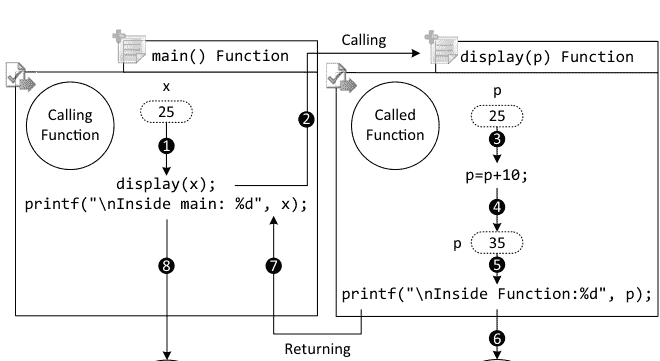 Calling
main() Function
display(p) Function
x
25
Calling
Function
1
display(x);
printf("\nInside main: %d", x);
2
8
7
Returning
p
25
Called
Function
3
p=p+10;
4
p 35
5
printf("\nInside Function:%d", p);
6